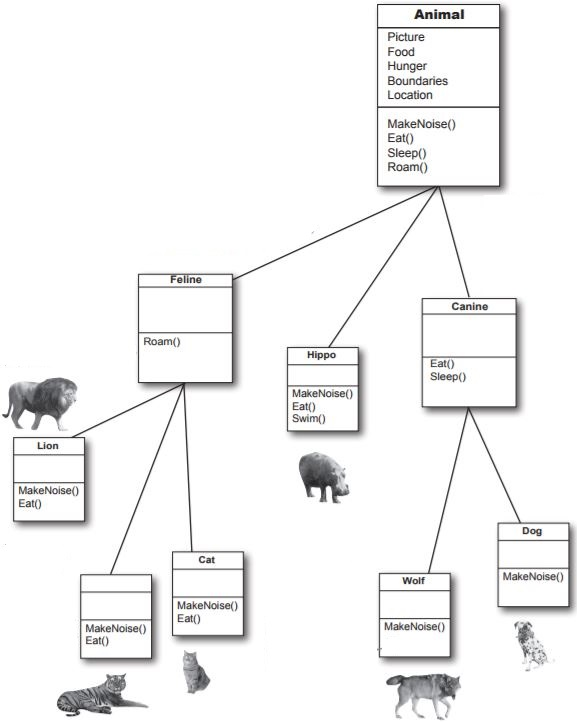 Animal
Picture
Food
Hunger
Boundaries
Location
MakeNoise()
Eat()
Sleep()
Roam()
Feline
Roam()
Hippo
MakeNoise()
Eat()
Swim()
Canine
Eat()
Sleep()
Lion
MakeNoise()
Eat()
MakeNoise()
Eat()
Cat
MakeNoise()
Eat()
Wolf
MakeNoise()
Dog
MakeNoise()